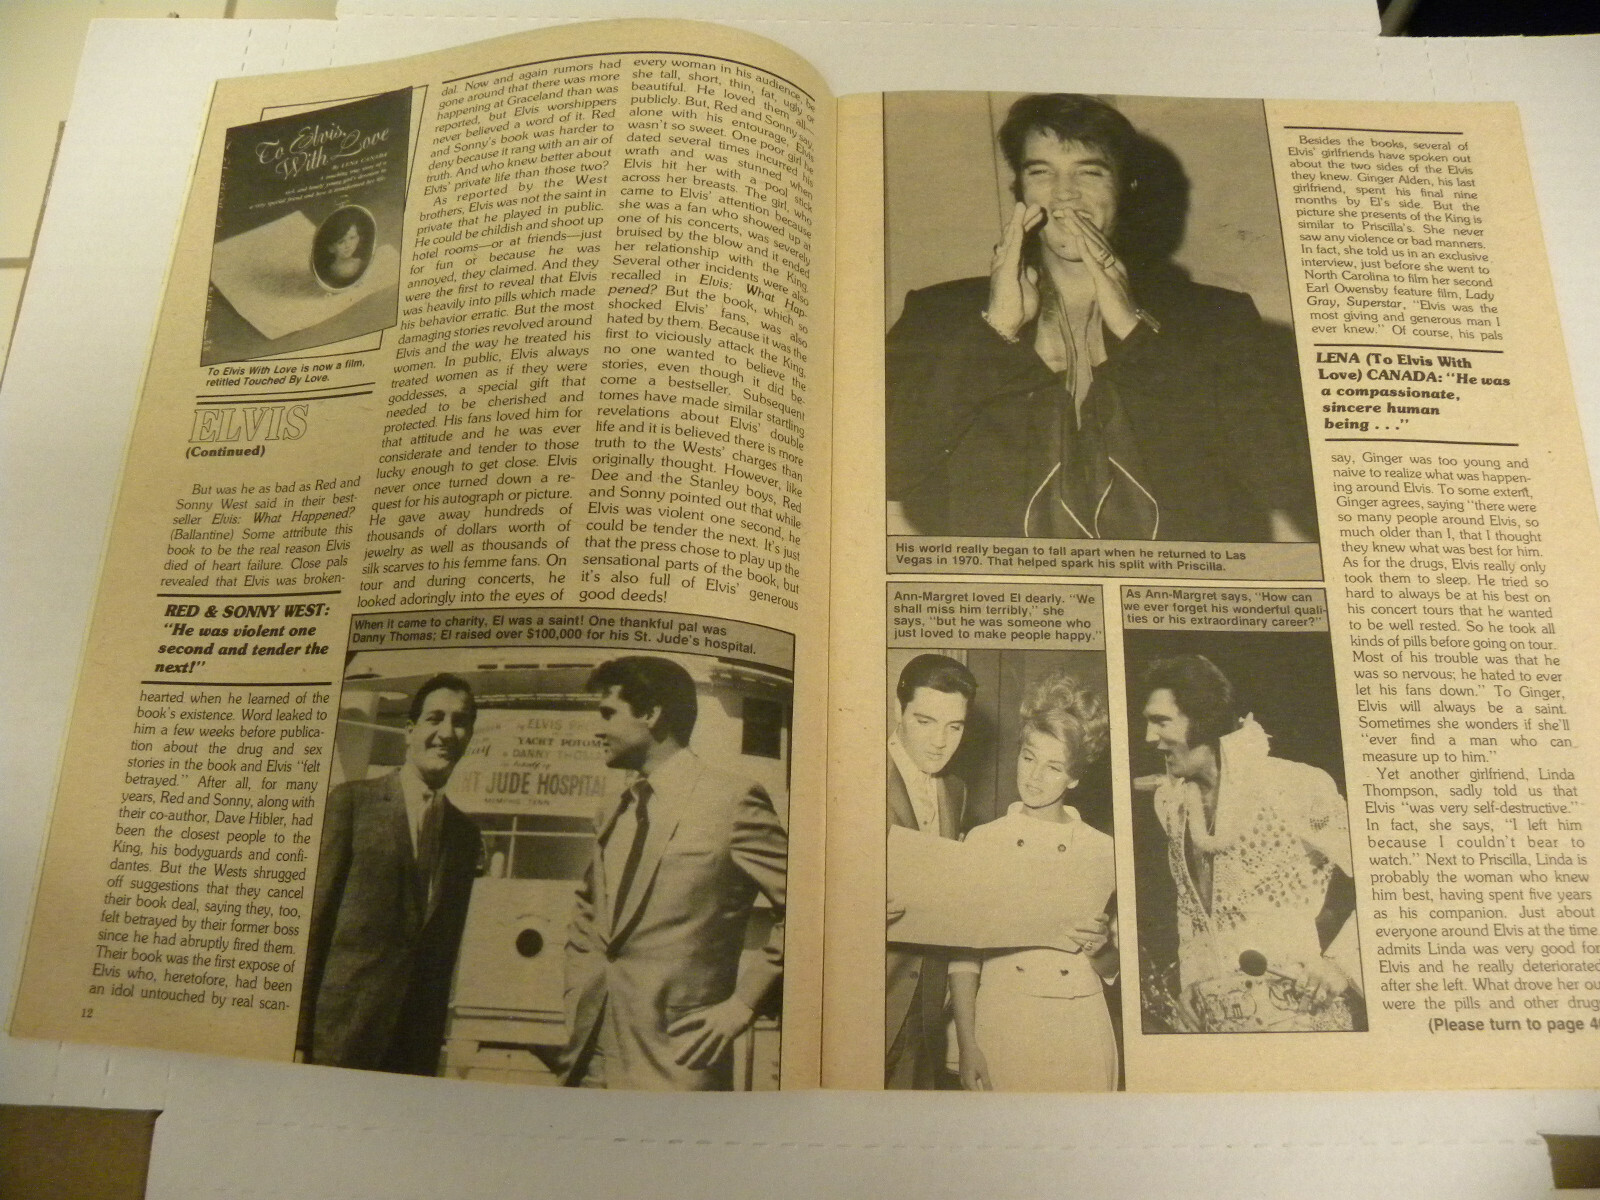 To Elvis,
With Love
By LENA CANADA
To Elvis With Love is now a film,
retitled Touched By Love.
ELVIS
(Continued)
But was he as bad as Red and
Sonny West said in their best-
seller Elvis: What Happened?
(Ballantine) Some attribute this
book to be the real reason Elvis
died of heart failure. Close pals
revealed that Elvis was broken-
RED & SONNY WEST:
"He was violent one
second and tender the
next!"
hearted when he learned of the
book's existence. Word leaked to
him a few weeks before publica-
tion about the drug and sex
stories in the book and Elvis "felt
betrayed." After all, for many
years, Red and Sonny, along with
their co-author, Dave Hibler, had
been the closest people to the
King, his bodyguards and confi-
dantes. But the Wests shrugged
off suggestions that they cancel
their book deal, saying they, too,
felt betrayed by their former boss
since he had abruptly fired them.
Their book was the first expose of
Elvis who, heretofore, had been
an idol untouched by real scan-
12
dal. Now and again rumors had
gone around that there was more
happening at Graceland than was
reported, but Elvis worshippers
never believed a word of it. Red
and Sonny's book was harder to
deny because it rang with an air of
truth. And who knew better about
Elvis' private life than those two?
As reported by the West
brothers, Elvis was not the saint in
private that he played in public.
He could be childish and shoot up
hotel rooms—or at friends—just
for fun or because he was
annoyed, they claimed. And they
were the first to reveal that Elvis
was heavily into pills which made
his behavior erratic. But the most
damaging stories revolved around
Elvis and the way he treated his
women. In public, Elvis always
treated women as if they were
goddesses, a special gift that
needed to be cherished and
protected. His fans loved him for
that attitude and he was ever
considerate and tender to those
lucky enough to get close. Elvis
never once turned down a re-
quest for his autograph or picture.
He gave away hundreds of
thousands of dollars worth of
jewelry as well as thousands of
silk scarves to his femme fans. On
tour and during concerts, he
looked adoringly into the eyes of
every woman in his audience, be
she tall, short, thin, fat, ugly or
beautiful. He loved them all—
publicly. But, Red and Sonny say,
alone with his entourage, Elvis
wasn't so sweet. One poor girl he
dated several times incurred his
wrath and was stunned when
Elvis hit her with a pool stick
across her breasts. The girl, who
came to Elvis' attention because
she was a fan who showed up at
one of his concerts, was severely
bruised by the blow and it ended
her relationship with the King.
Several other incidents were also
recalled in Elvis: What Hap-
pened? But the book, which so
shocked Elvis' fans, was also
hated by them. Because it was the
first to viciously attack the King,
no one wanted to believe the
stories, even though it did be-
come a bestseller. Subsequent
tomes have made similar startling
revelations about Elvis' double
life and it is believed there is more
truth to the Wests' charges than
originally thought. However, like
Dee and the Stanley boys, Red
and Sonny pointed out that while
Elvis was violent one second, he
could be tender the next. It's just
that the press chose to play up the
sensational parts of the book, but
it's also full of Elvis' generous
good deeds!
When it came to charity, El was a saint! One thankful pal was
Danny Thomas; El raised over $100,000 for his St. Jude's hospital.
ELVIS
YACHT POTOM
DANNY THOMAS
JUDE HOSPITAL
MEMPHIS TENN
His world really began to fall apart when he returned to Las
Vegas in 1970. That helped spark his split with Priscilla.
Ann-Margret loved El dearly. "We
shall miss him terribly," she
says, "but he was someone who
just loved to make people happy."
As Ann-Margret says, "How can
we ever forget his wonderful quali-
ties or his extraordinary career?"
Besides the books, several of
Elvis' girlfriends have spoken out
about the two sides of the Elvis
they knew. Ginger Alden, his last
girlfriend, spent his final nine
months by El's side. But the
picture she presents of the King is
similar to Priscilla's. She never
saw any violence or bad manners.
In fact, she told us in an exclusive
interview, just before she went to
North Carolina to film her second
Earl Owensby feature film, Lady
Gray, Superstar, "Elvis was the
most giving and generous man I
ever knew." Of course, his pals
LENA (To Elvis With
Love) CANADA: "He was
a compassionate,
sincere human
being . . ."
say, Ginger was too young and
naive to realize what was happen-
ing around Elvis. To some extent,
Ginger agrees, saying "there were
so many people around Elvis, so
much older than I, that I thought
they knew what was best for him.
As for the drugs, Elvis really only
took them to sleep. He tried so
hard to always be at his best on
his concert tours that he wanted
to be well rested. So he took all
kinds of pills before going on tour.
Most of his trouble was that he
was so nervous; he hated to ever
let his fans down." To Ginger,
Elvis will always be a saint.
Sometimes she wonders if she'll
"ever find a man who can
measure up to him."
Yet another girlfriend, Linda
Thompson, sadly told us that
Elvis "was very self-destructive."
In fact, she says, "I left him
because I couldn't bear to
watch." Next to Priscilla, Linda is
probably the woman who knew
him best, having spent five years
as his companion. Just about
everyone around Elvis at the time
admits Linda was very good for
Elvis and he really deteriorated
after she left. What drove her ou
were the pills and other drug
(Please turn to page 4